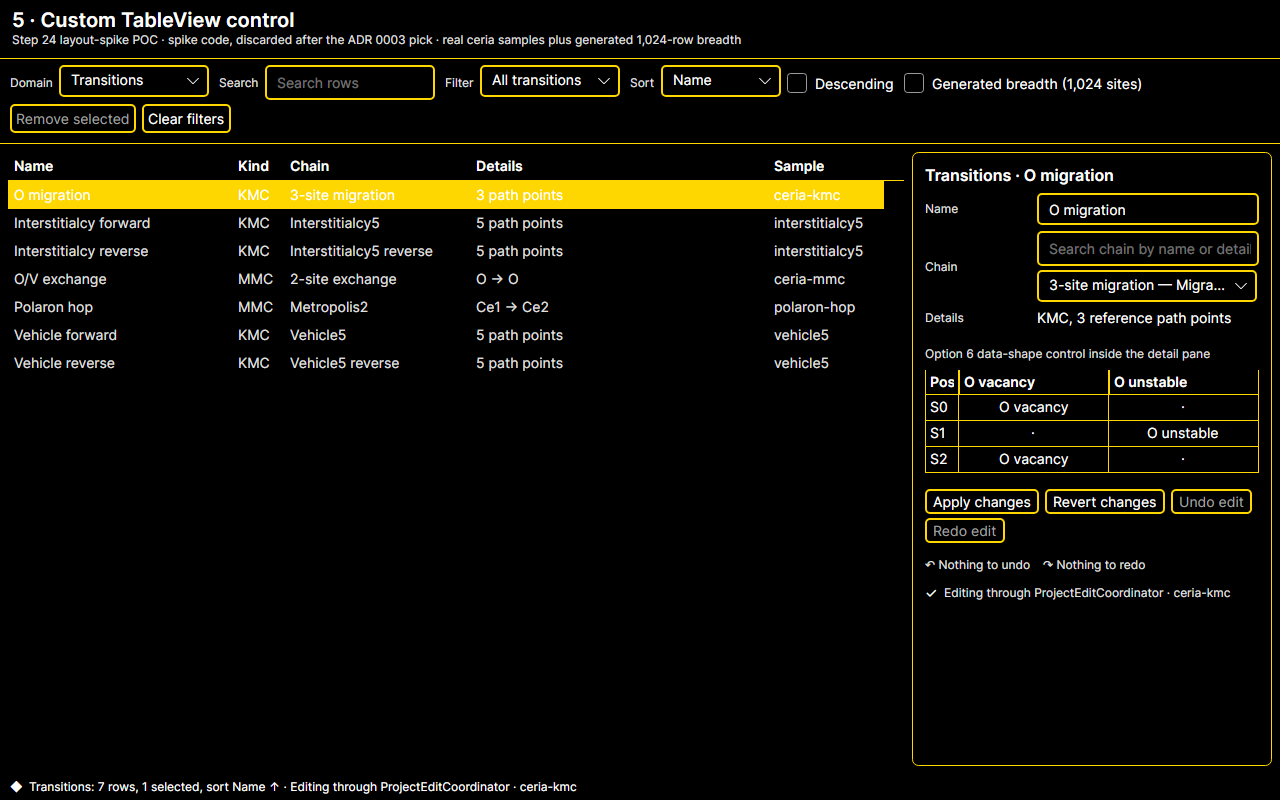 5 · Custom TableView control
Step 24 layout-spike POC · spike code, discarded after the ADR 0003 pick · real ceria samples plus generated 1,024-row breadth
Domain Transitions Search Search rows Filter All transitions Sort Name Descending Generated breadth (1,024 sites)
Remove selected Clear filters
Name Kind Chain Details Sample
O migration KMC 3-site migration 3 path points ceria-kmc
Interstitialcy forward KMC Interstitialcy5 5 path points interstitialcy5
Interstitialcy reverse KMC Interstitialcy5 reverse 5 path points interstitialcy5
O/V exchange MMC 2-site exchange O → O ceria-mmc
Polaron hop MMC Metropolis2 Ce1 → Ce2 polaron-hop
Vehicle forward KMC Vehicle5 5 path points vehicle5
Vehicle reverse KMC Vehicle5 reverse 5 path points vehicle5
Transitions · O migration
Name O migration
Search chain by name or detai
Chain
3-site migration — Migra...
Details KMC, 3 reference path points
Option 6 data-shape control inside the detail pane
Pos O vacancy O unstable
S0 O vacancy ·
S1 · O unstable
S2 O vacancy ·
Apply changes Revert changes Undo edit
Redo edit
↶ Nothing to undo ↷ Nothing to redo
✓ Editing through ProjectEditCoordinator · ceria-kmc
◆ Transitions: 7 rows, 1 selected, sort Name ↑ · Editing through ProjectEditCoordinator · ceria-kmc